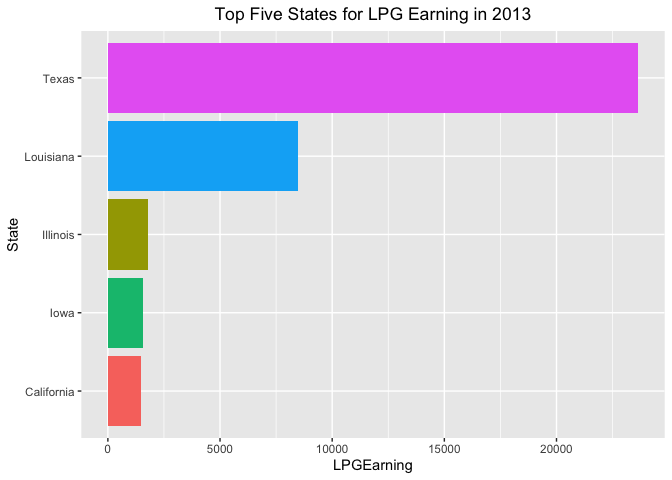 Top Five States for LPG Earning in 2013
Texas
Louisiana
Illinois
Iowa
California
State
0 5000 10000 15000 20000
LPGEarning